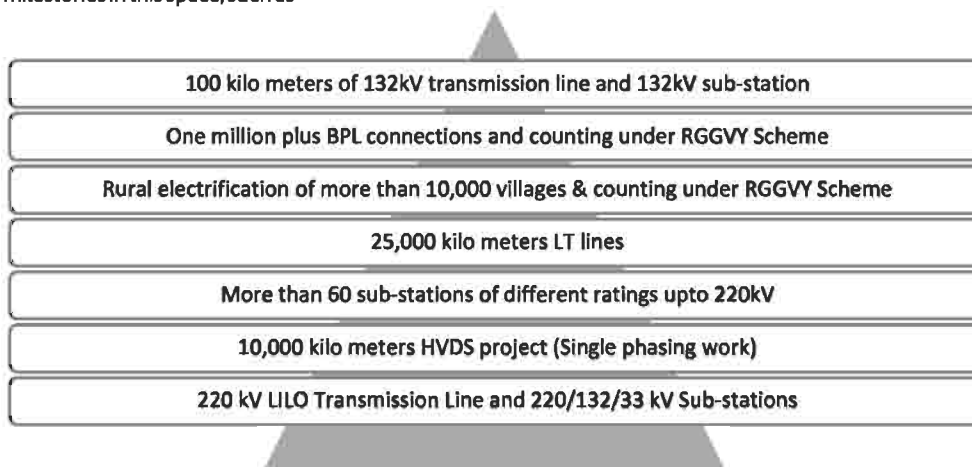 100 kilo meters of 132kV transmission line and 132kV sub-station
One million plus BPL connections and counting under RGGVY Scheme
Rural electrification of more than 10,000 villages & counting under RGGVY Scheme
25,000 kilo meters LT lines
More than 60 sub-stations of different ratings upto 220kV
10,000 kilo meters HVDS project (Single phasing work)
220 kV LILO Transmission Line and 220/132/33 kV Sub-stations